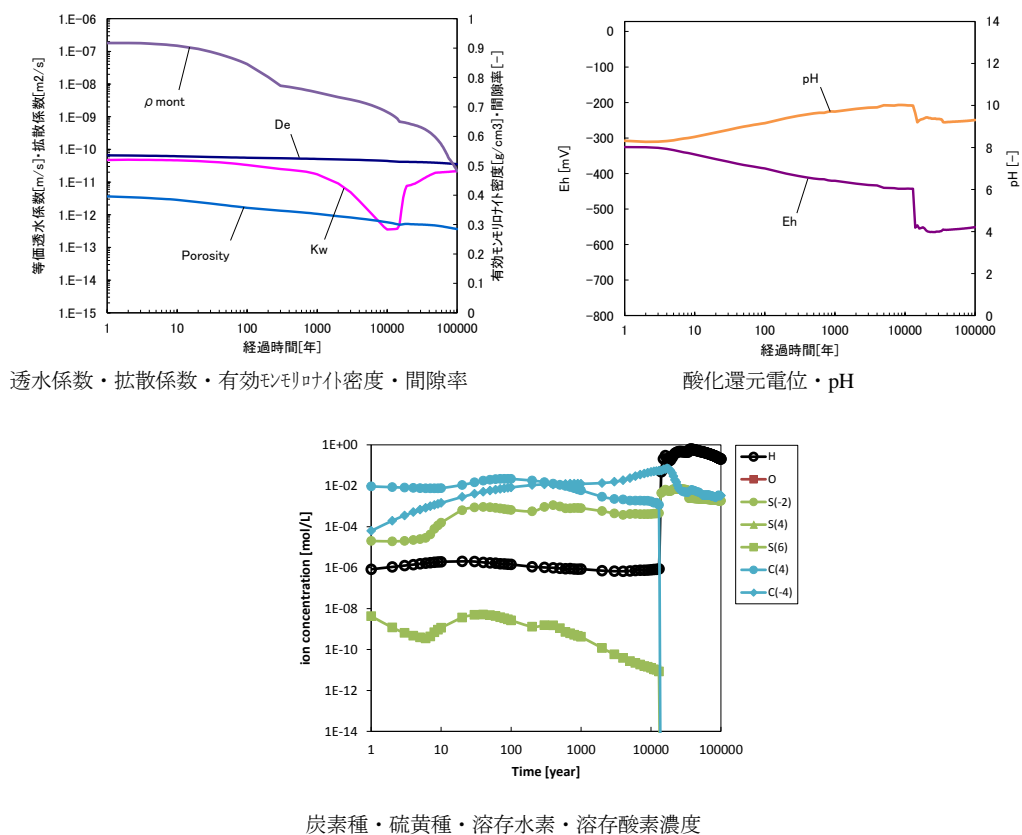 1.E-06
1.E-07
1.E-08
1.E-09
1.E-10
1.E-11
1.E-12
1.E-13
1.E-14
1.E-15
等価透水係数[m/s]・拡散係数[m2/s]
1
0.9
0.8
0.7
0.6
0.5
0.4
0.3
0.2
0.1
0
有効モンモリロナイト密度[g/cm3]・間隙率[-]
ρmont
De
Porosity
Kw
1 10 100 1000 10000 100000
経過時間[年]
透水係数・拡散係数・有効モンモリロナイト密度・間隙率
0
-100
-200
-300
-400
-500
-600
-700
-800
Eh [mV]
14
12
10
8
6
4
2
0
pH [-]
pH
Eh
1 10 100 1000 10000 100000
経過時間[年]
酸化還元電位・pH
1E+00
1E-02
1E-04
1E-06
1E-08
1E-10
1E-12
1E-14
ion concentration [mol/L]
1 10 100 1000 10000 100000
Time [year]
H
O
S(-2)
S(4)
S(6)
C(4)
C(-4)
炭素種・硫黄種・溶存水素・溶存酸素濃度